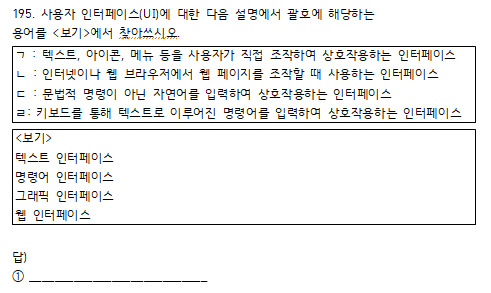 195. 사용자 인터페이스(UI)에 대한 다음 설명에서 괄호에 해당하는
용어를 <보기>에서 찾아쓰시오.
ㄱ : 텍스트, 아이콘, 메뉴 등을 사용자가 직접 조작하여 상호작용하는 인터페이스
ㄴ : 인터넷이나 웹 브라우저에서 웹 페이지를 조작할 때 사용하는 인터페이스
ㄷ : 문법적 명령이 아닌 자연어를 입력하여 상호작용하는 인터페이스
ㄹ: 키보드를 통해 텍스트로 이루어진 명령어를 입력하여 상호작용하는 인터페이스
<보기>
텍스트 인터페이스
명령어 인터페이스
그래픽 인터페이스
웹 인터페이스
답)
① ____________________________